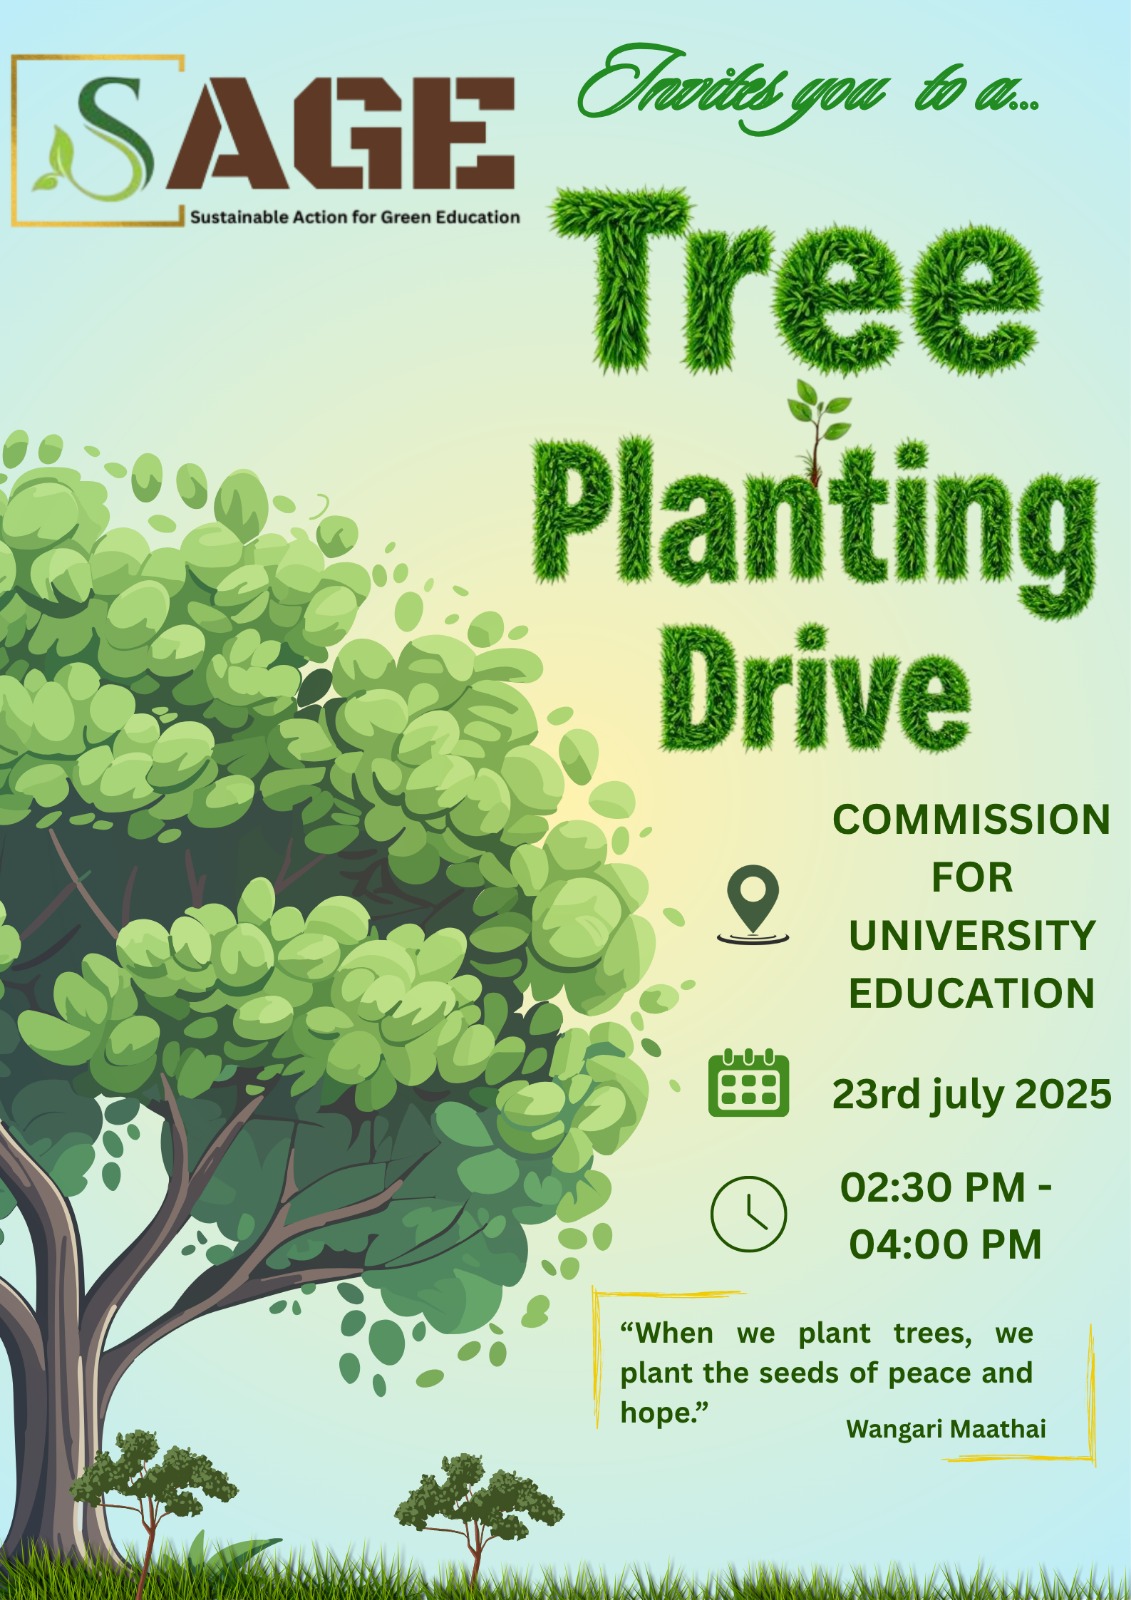 SAGE
Sustainable Action for Green Education
Invites you to a...
Tree
Planting
Drive
COMMISSION
FOR
UNIVERSITY
EDUCATION
23rd july 2025
02:30 PM -
04:00 PM
“When we plant trees, we
plant the seeds of peace and
hope.”
Wangari Maathai